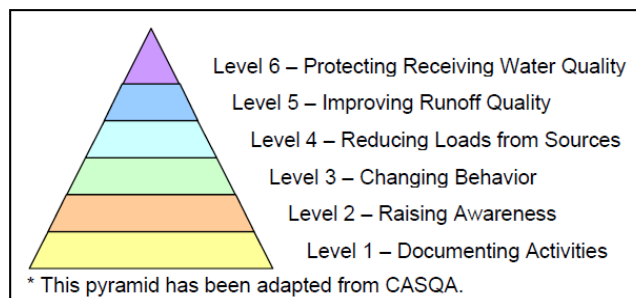 Level 6 – Protecting Receiving Water Quality
Level 5 – Improving Runoff Quality
Level 4 – Reducing Loads from Sources
Level 3 – Changing Behavior
Level 2 – Raising Awareness
Level 1 – Documenting Activities
* This pyramid has been adapted from CASQA.